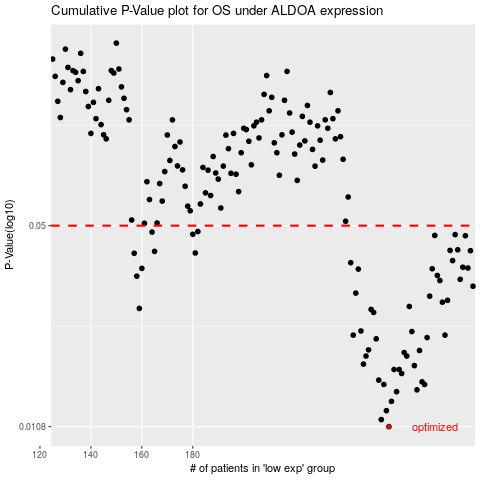 Cumulative P-Value plot for OS under ALDOA expression
P-Value(log10)
0.05
0.0108
optimized
120 140 160 180
# of patients in 'low exp' group